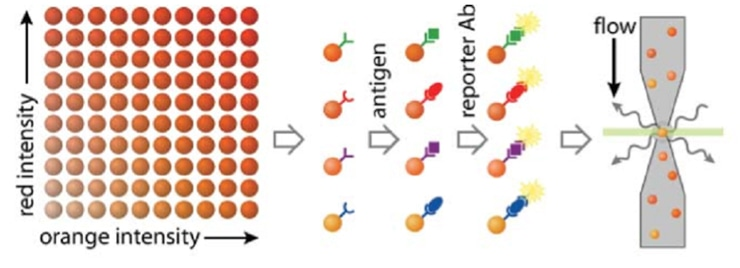 red intensity
orange intensity
antigen
reporter Ab
flow